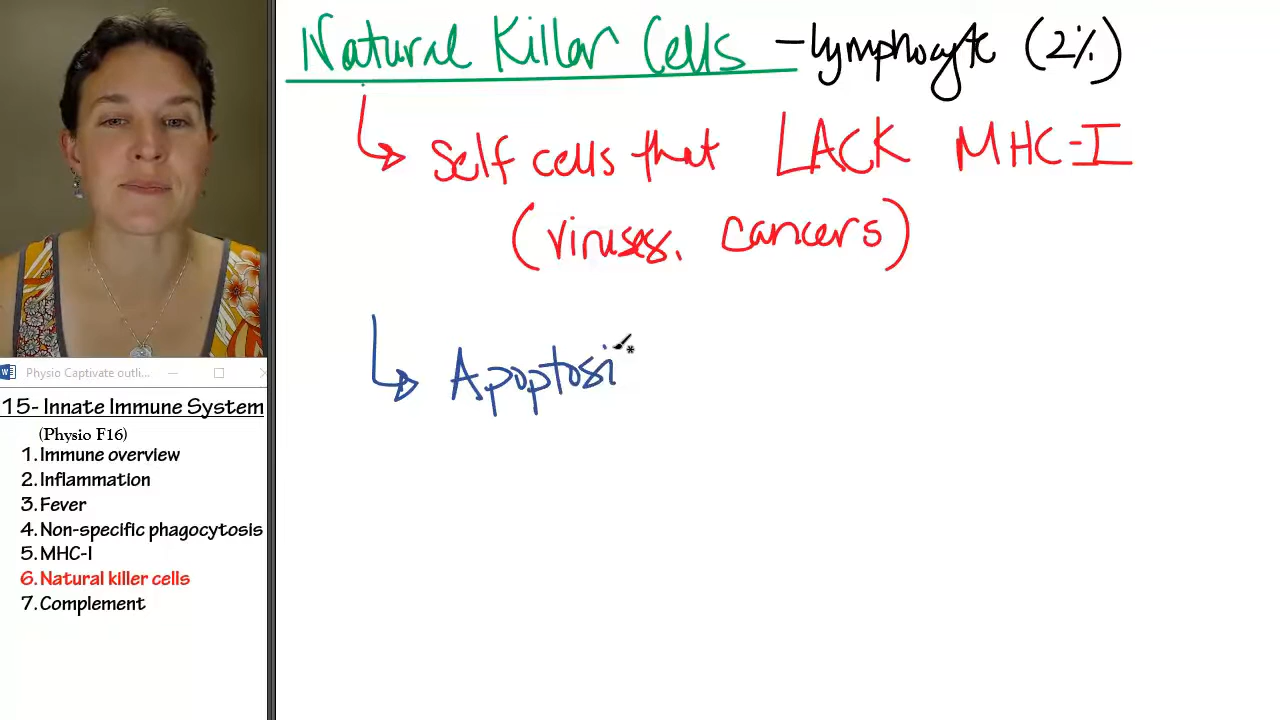 Natural Killer Cells - lymphocyte (2%)
Self cells that LACK MHC-I
(viruses, cancers)
Apoptosi
Physio Captivate outli...
15- Innate Immune System
(Physio F16)
1. Immune overview
2. Inflammation
3. Fever
4. Non-specific phagocytosis
5. MHC-I
6. Natural killer cells
7. Complement